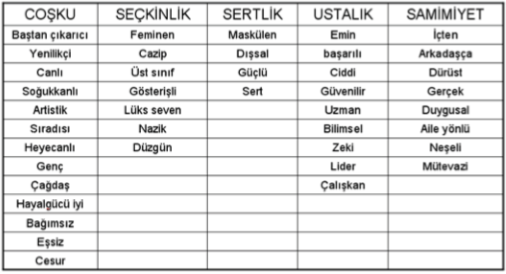 COŞKU SEÇKİNLİK SERTLİK USTALIK SAMİMİYET
Baştan çıkarıcı Feminen Maskülen Emin İçten
Yenilikçi Cazip Dışsal başarılı Arkadaşça
Canlı Üst sınıf Güçlü Ciddi Dürüst
Soğukkanlı Gösterişli Sert Güvenilir Gerçek
Artistik Lüks seven Uzman Duygusal
Sıradısı Nazik Bilimsel Aile yönlü
Heyecanlı Düzgün Zeki Neşeli
Genç Lider Mütevazi
Çağdaş Çalışkan
Hayalgücü iyi
Bağımsız
Eşsiz
Cesur